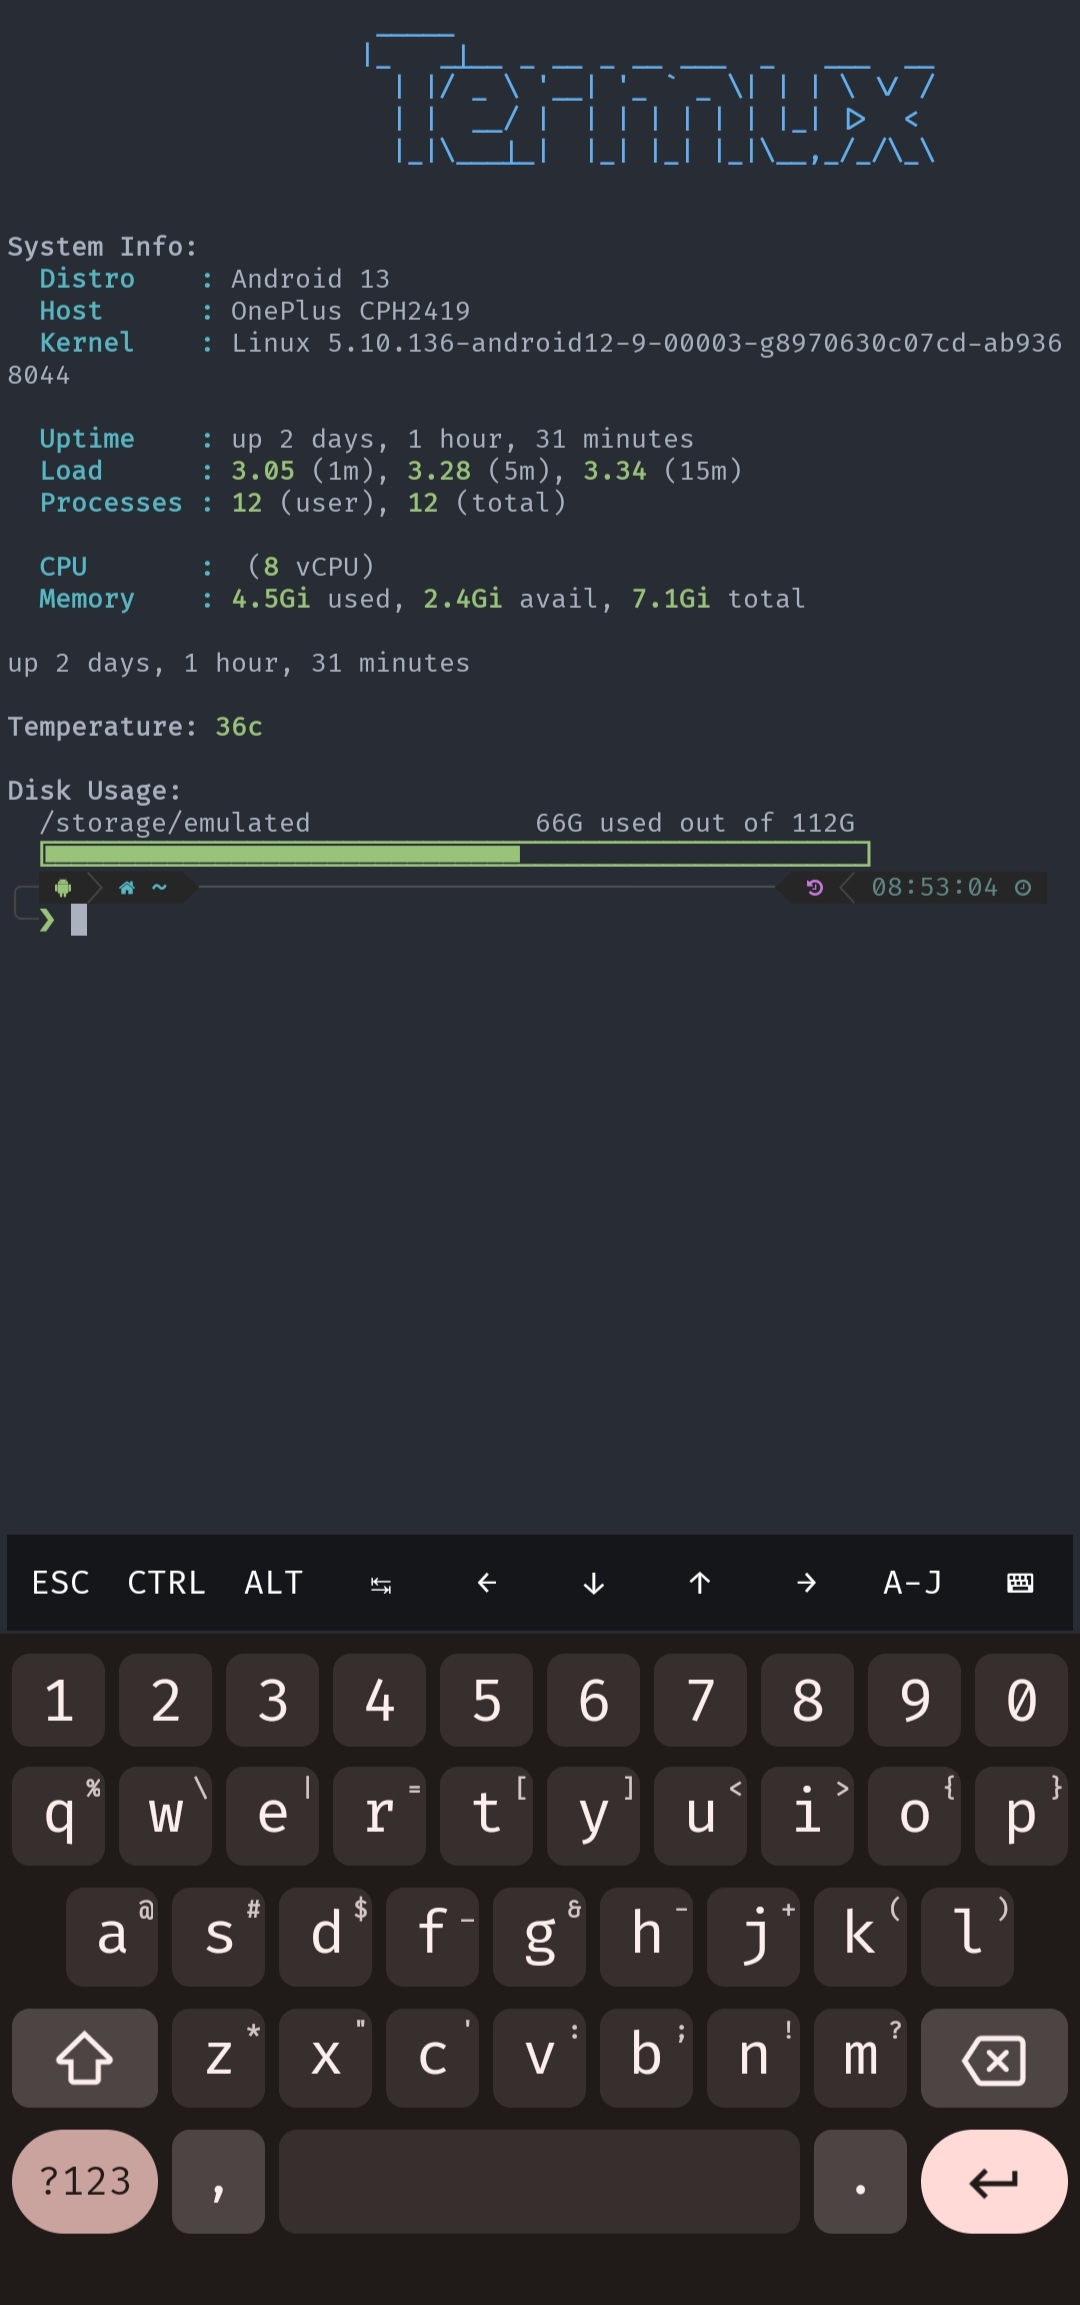 Termux
System Info:
Distro : Android 13
Host : OnePlus CPH2419
Kernel : Linux 5.10.136-android12-9-00003-g8970630c07cd-ab936
8044
Uptime : up 2 days, 1 hour, 31 minutes
Load : 3.05 (1m), 3.28 (5m), 3.34 (15m)
Processes : 12 (user), 12 (total)
CPU : (8 vCPU)
Memory : 4.5Gi used, 2.4Gi avail, 7.1Gi total
up 2 days, 1 hour, 31 minutes
Temperature: 36c
Disk Usage:
/storage/emulated 66G used out of 112G
~ 08:53:04
❯
ESC CTRL ALT ↹ ← ↓ ↑ → A-J
1 2 3 4 5 6 7 8 9 0
q % w \ e | r = t [ y ] u < i > o { p }
a @ s # d $ f _ g & h - j + k ( l )
z * x " c ' v : b ; n ! m ?
?123 , .